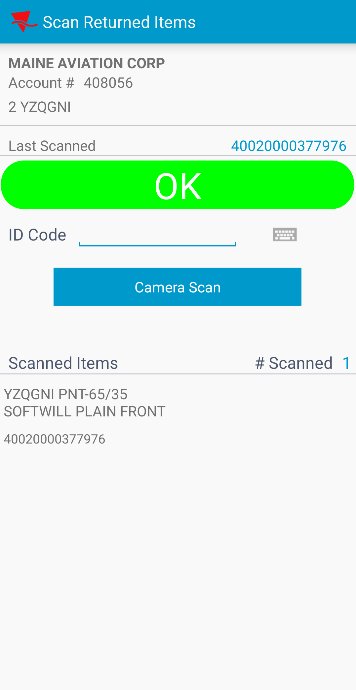 Scan Returned Items
MAINE AVIATION CORP
Account # 408056
2 YZQGNI
Last Scanned 40020000377976
OK
ID Code
Camera Scan
Scanned Items # Scanned 1
YZQGNI PNT-65/35
SOFTWILL PLAIN FRONT
40020000377976